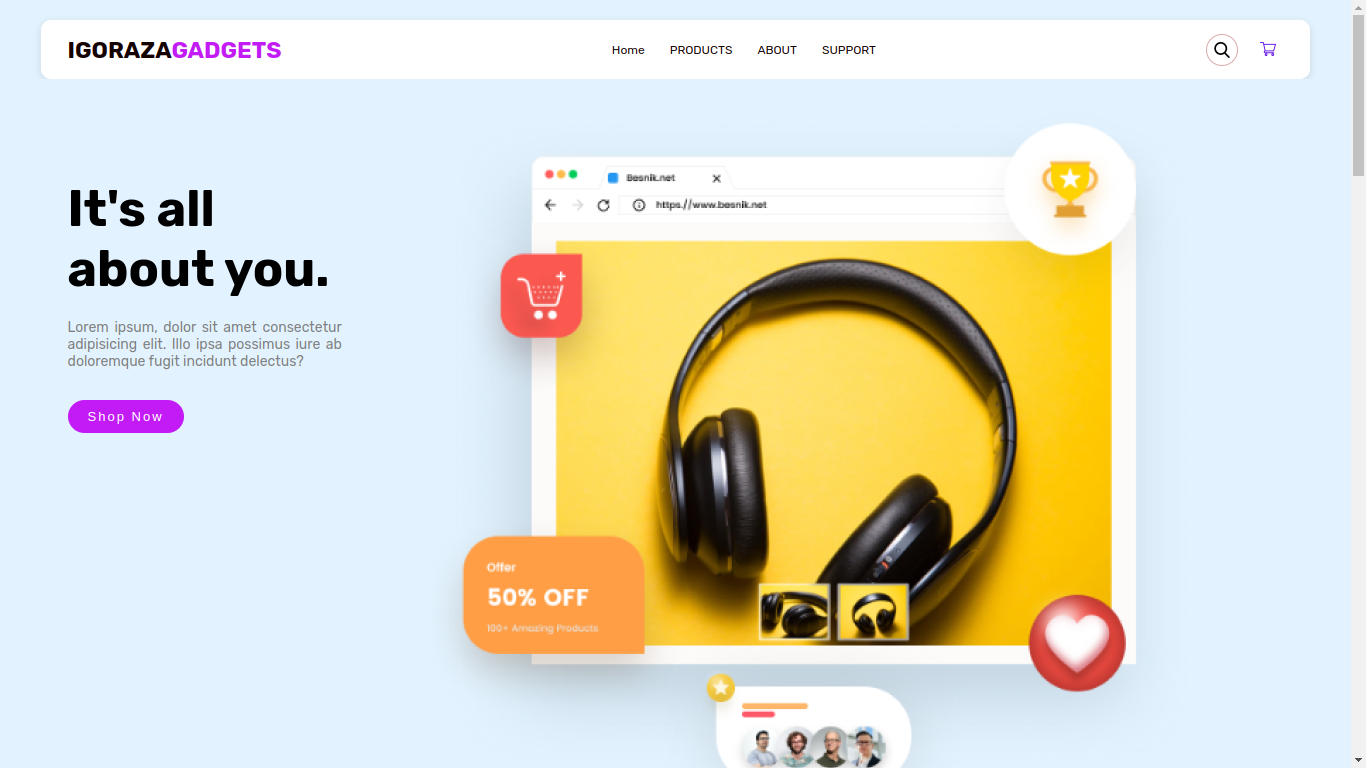 IGORAZAGADGETS
Home PRODUCTS ABOUT SUPPORT
It's all
about you.
Lorem ipsum, dolor sit amet consectetur
adipisicing elit. Illo ipsa possimus iure ab
doloremque fugit incidunt delectus?
Shop Now
Besnik.net
https://www.besnik.net
Offer
50% OFF
100+ Amazing Products